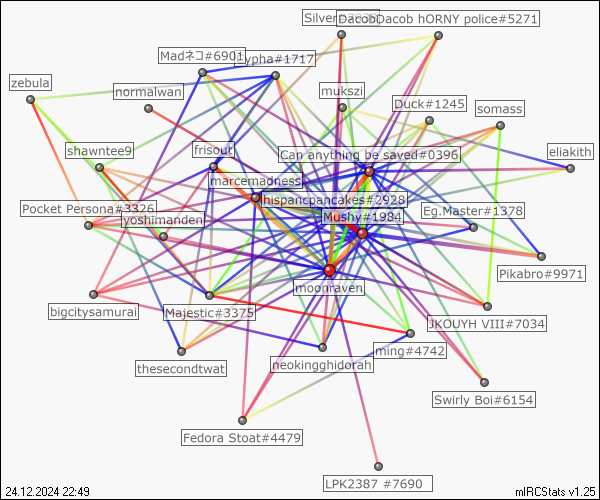 Silver
DacobDacob hORNY police#5271
Madネコ#6901
ypha#1717
zebula
normalwan
mukszi
Duck#1245
somass
shawntee9
frisout
Can anything be saved#0396
eliakith
marcemadness
hispancpancakes#2928
Pocket Persona#3326
yoshimanden
Mushy#1984
Eg.Master#1378
Pikabro#9971
moonraven
bigcitysamurai
Majestic#3375
JKOUYH VIII#7034
ming#4742
thesecondtwat
neokingghidorah
Swirly Boi#6154
Fedora Stoat#4479
LPK2387 #7690
24.12.2024 22:49
mIRCStats v1.25